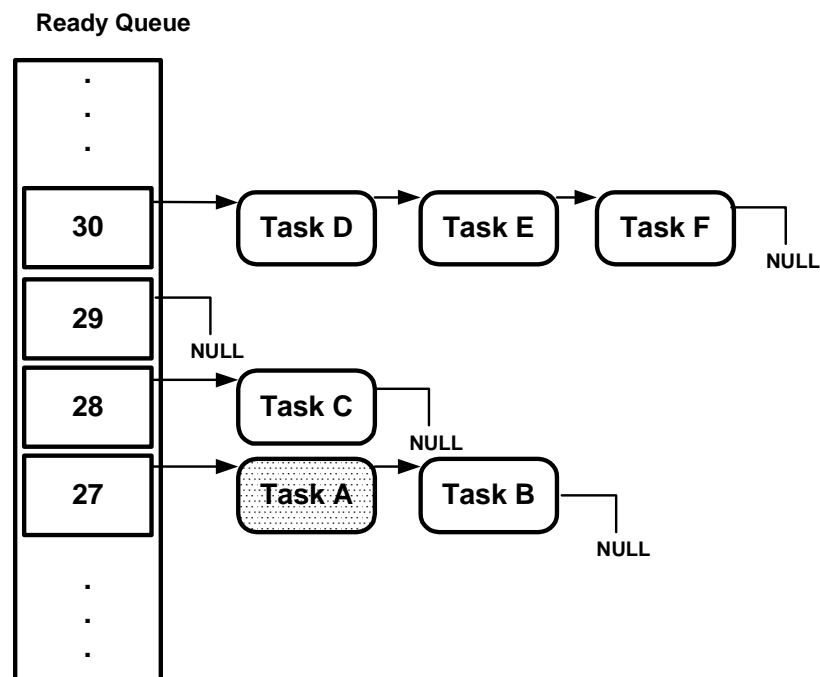 Ready Queue
.
.
.
30
Task D
Task E
Task F
NULL
29
NULL
28
Task C
NULL
27
Task A
Task B
NULL
.
.
.